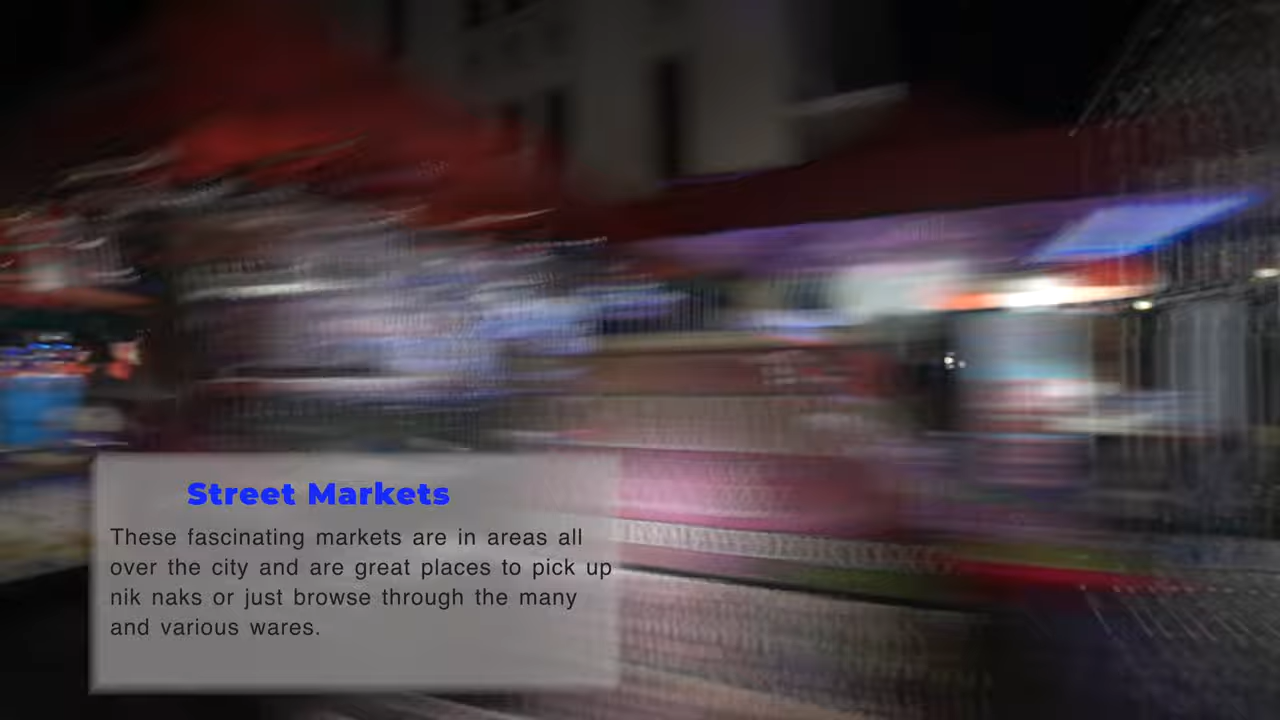 Street Markets
These fascinating markets are in areas all
over the city and are great places to pick up
nik naks or just browse through the many
and various wares.